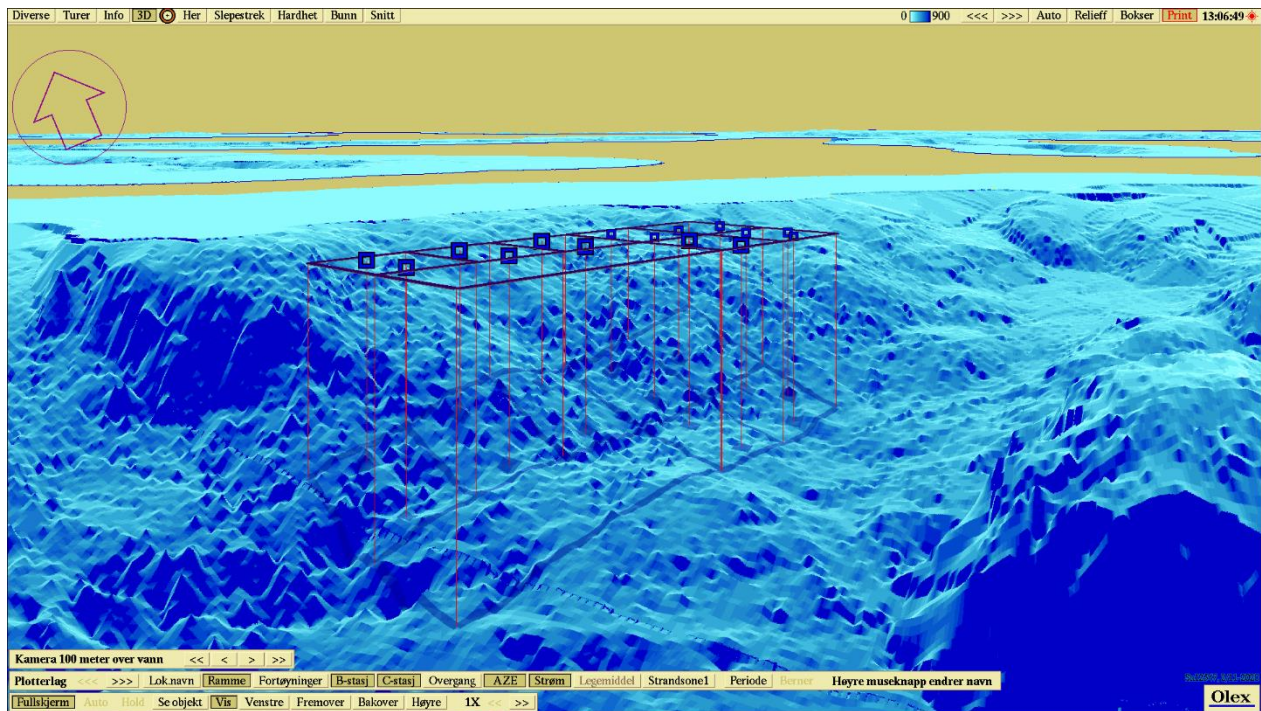 Diverse Turer Info 3D Her Slepestrek Hardhet Bunn Snitt 0 900 <<< >>> Auto Relieff Bokser Print 13:06:49
Kamera 100 meter over vann << < > >>
Plotterlag <<< >>> Lok.navn Ramme Fortøyninger B-stasj C-stasj Overgang AZE Strøm Legemiddel Strandsone1 Periode Berner Høyre museknapp endrer navn
Fullskjerm Auto Hold Se objekt Vis Venstre Fremover Bakover Høyre 1X << >>
Olex